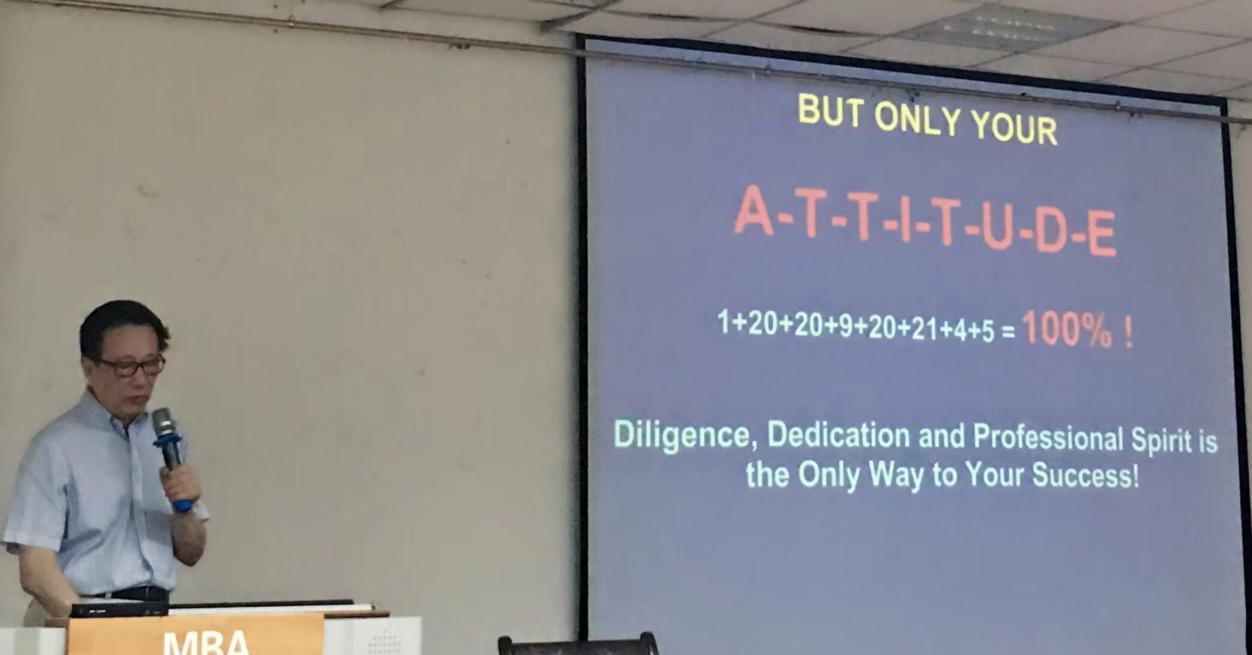 BUT ONLY YOUR
A-T-T-I-T-U-D-E
1+20+20+9+20+21+4+5 = 100% !
Diligence, Dedication and Professional Spirit is
the Only Way to Your Success!
MBA